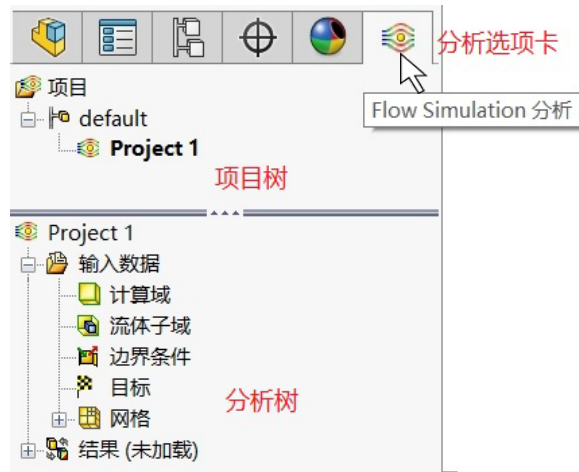 分析选项卡
项目
Flow Simulation 分析
default
Project 1
项目树
Project 1
输入数据
计算域
流体子域
边界条件
目标
分析树
网格
结果 (未加载)